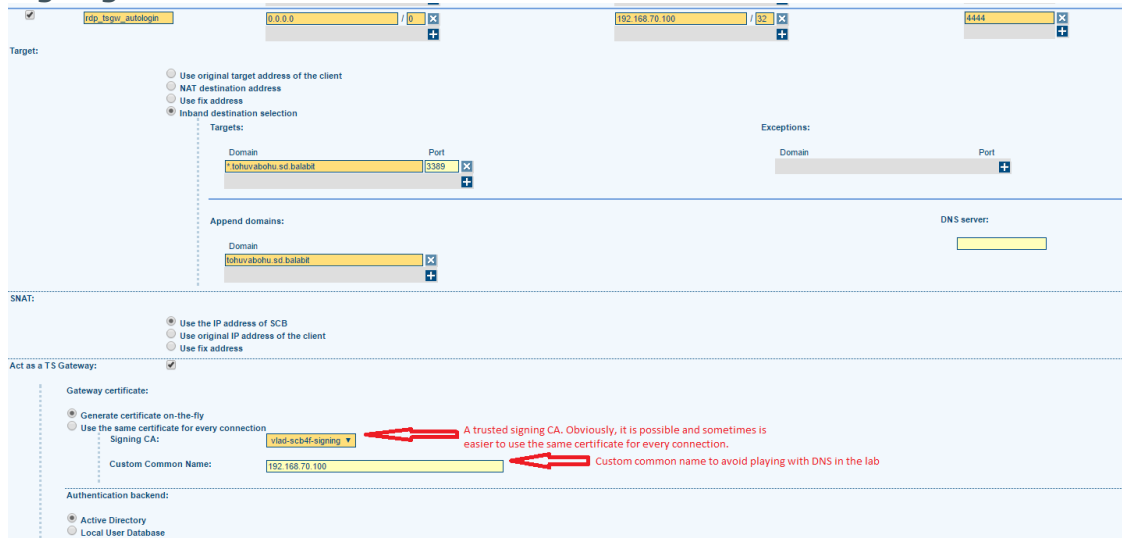 rdp_tsgw_autologin 0.0.0.0 / 0 192.168.70.100 / 32 4444
Target:
Use original target address of the client
NAT destination address
Use fix address
Inband destination selection
Targets: Exceptions:
Domain Port Domain Port
*.tohuvabohu.sd.balabit 3389
Append domains: DNS server:
Domain
tohuvabohu.sd.balabit
SNAT:
Use the IP address of SCB
Use original IP address of the client
Use fix address
Act as a TS Gateway:
Gateway certificate:
Generate certificate on-the-fly
Use the same certificate for every connection
Signing CA: vlad-scb4f-signing
A trusted signing CA. Obviously, it is possible and sometimes is
easier to use the same certificate for every connection.
Custom Common Name: 192.168.70.100 Custom common name to avoid playing with DNS in the lab
Authentication backend:
Active Directory
Local User Database